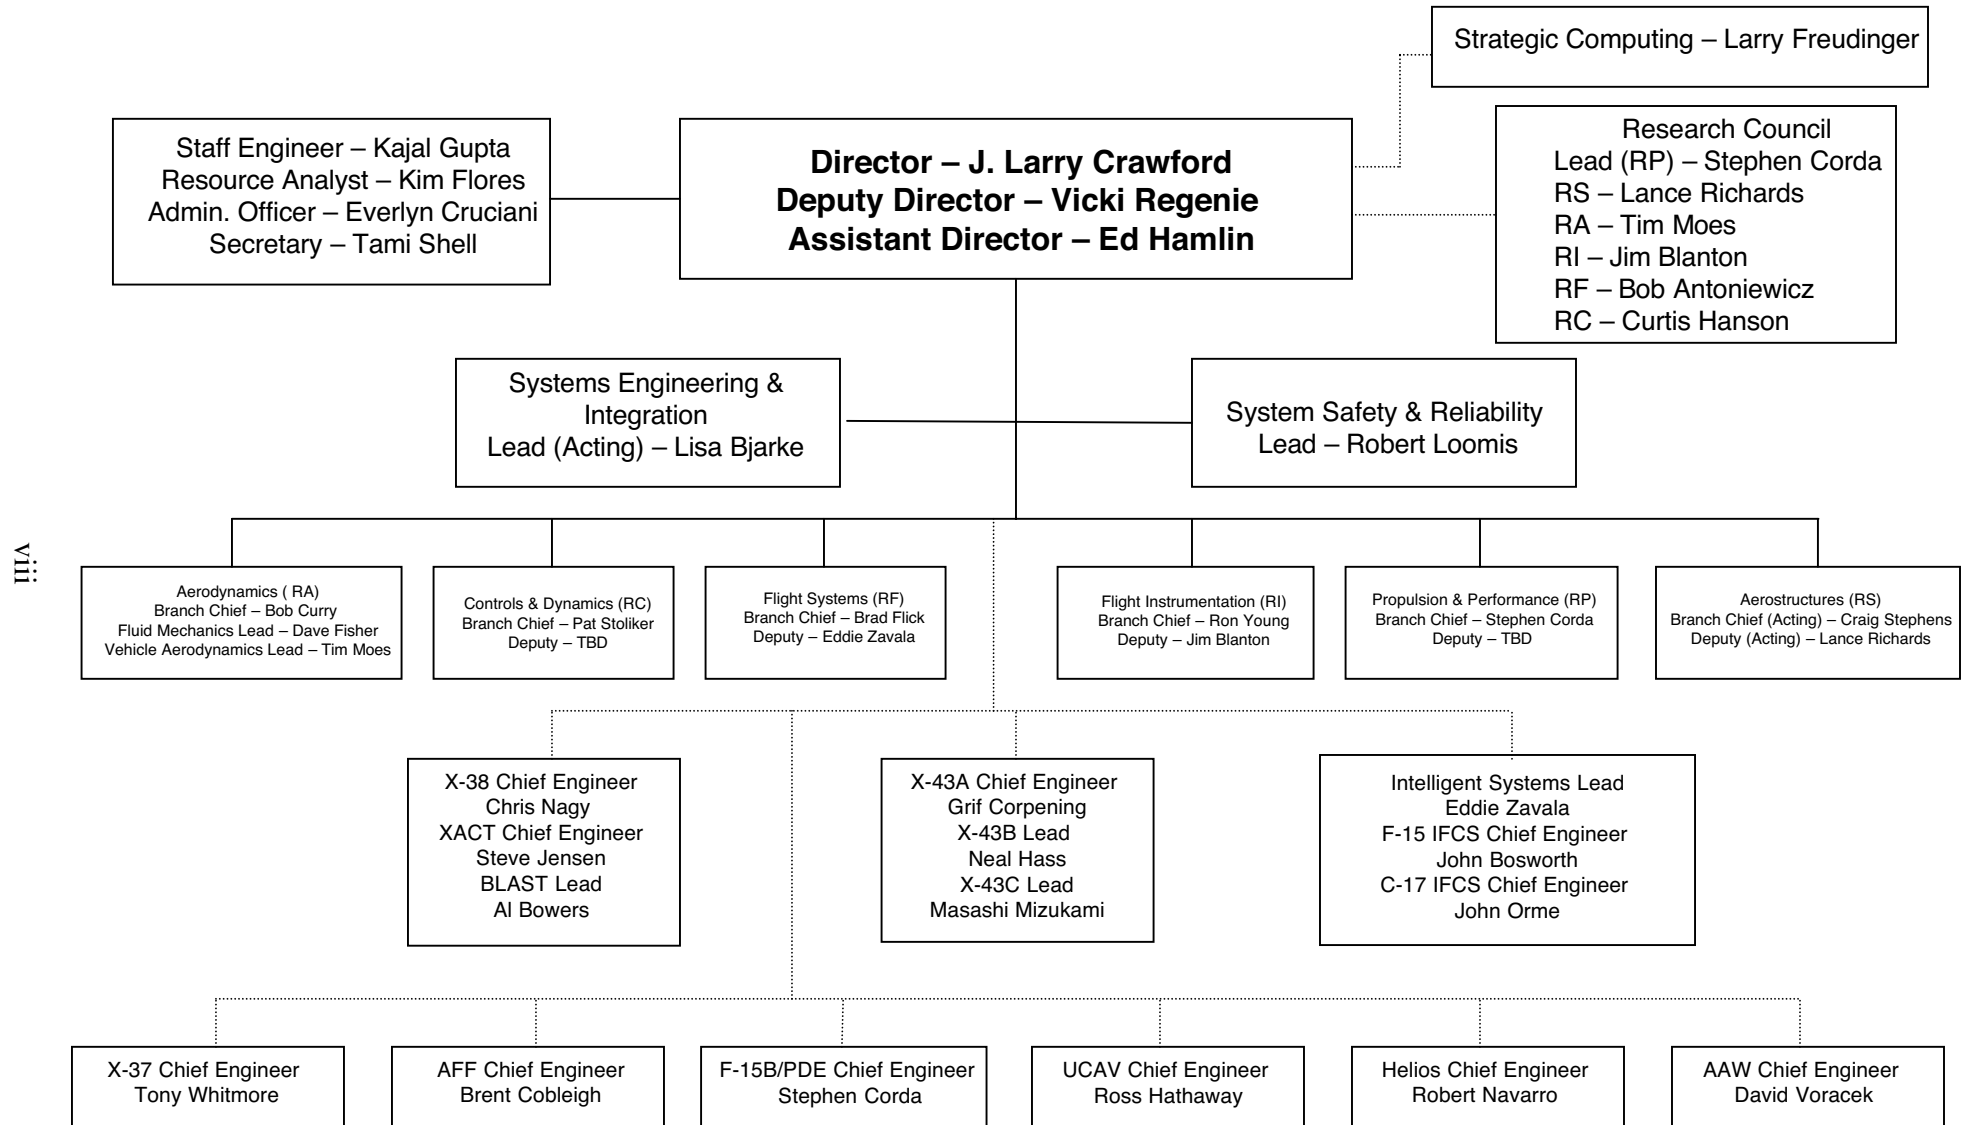 Strategic Computing – Larry Freudinger
Staff Engineer – Kajal Gupta
Resource Analyst – Kim Flores
Admin. Officer – Everlyn Cruciani
Secretary – Tami Shell
Director – J. Larry Crawford
Deputy Director – Vicki Regenie
Assistant Director – Ed Hamlin
Research Council
Lead (RP) – Stephen Corda
RS – Lance Richards
RA – Tim Moes
RI – Jim Blanton
RF – Bob Antoniewicz
RC – Curtis Hanson
Systems Engineering &
Integration
Lead (Acting) – Lisa Bjarke
System Safety & Reliability
Lead – Robert Loomis
viii
Aerodynamics ( RA)
Branch Chief – Bob Curry
Fluid Mechanics Lead – Dave Fisher
Vehicle Aerodynamics Lead – Tim Moes
Controls & Dynamics (RC)
Branch Chief – Pat Stoliker
Deputy – TBD
Flight Systems (RF)
Branch Chief – Brad Flick
Deputy – Eddie Zavala
Flight Instrumentation (RI)
Branch Chief – Ron Young
Deputy – Jim Blanton
Propulsion & Performance (RP)
Branch Chief – Stephen Corda
Deputy – TBD
Aerostructures (RS)
Branch Chief (Acting) – Craig Stephens
Deputy (Acting) – Lance Richards
X-38 Chief Engineer
Chris Nagy
XACT Chief Engineer
Steve Jensen
BLAST Lead
Al Bowers
X-43A Chief Engineer
Grif Corpening
X-43B Lead
Neal Hass
X-43C Lead
Masashi Mizukami
Intelligent Systems Lead
Eddie Zavala
F-15 IFCS Chief Engineer
John Bosworth
C-17 IFCS Chief Engineer
John Orme
X-37 Chief Engineer
Tony Whitmore
AFF Chief Engineer
Brent Cobleigh
F-15B/PDE Chief Engineer
Stephen Corda
UCAV Chief Engineer
Ross Hathaway
Helios Chief Engineer
Robert Navarro
AAW Chief Engineer
David Voracek